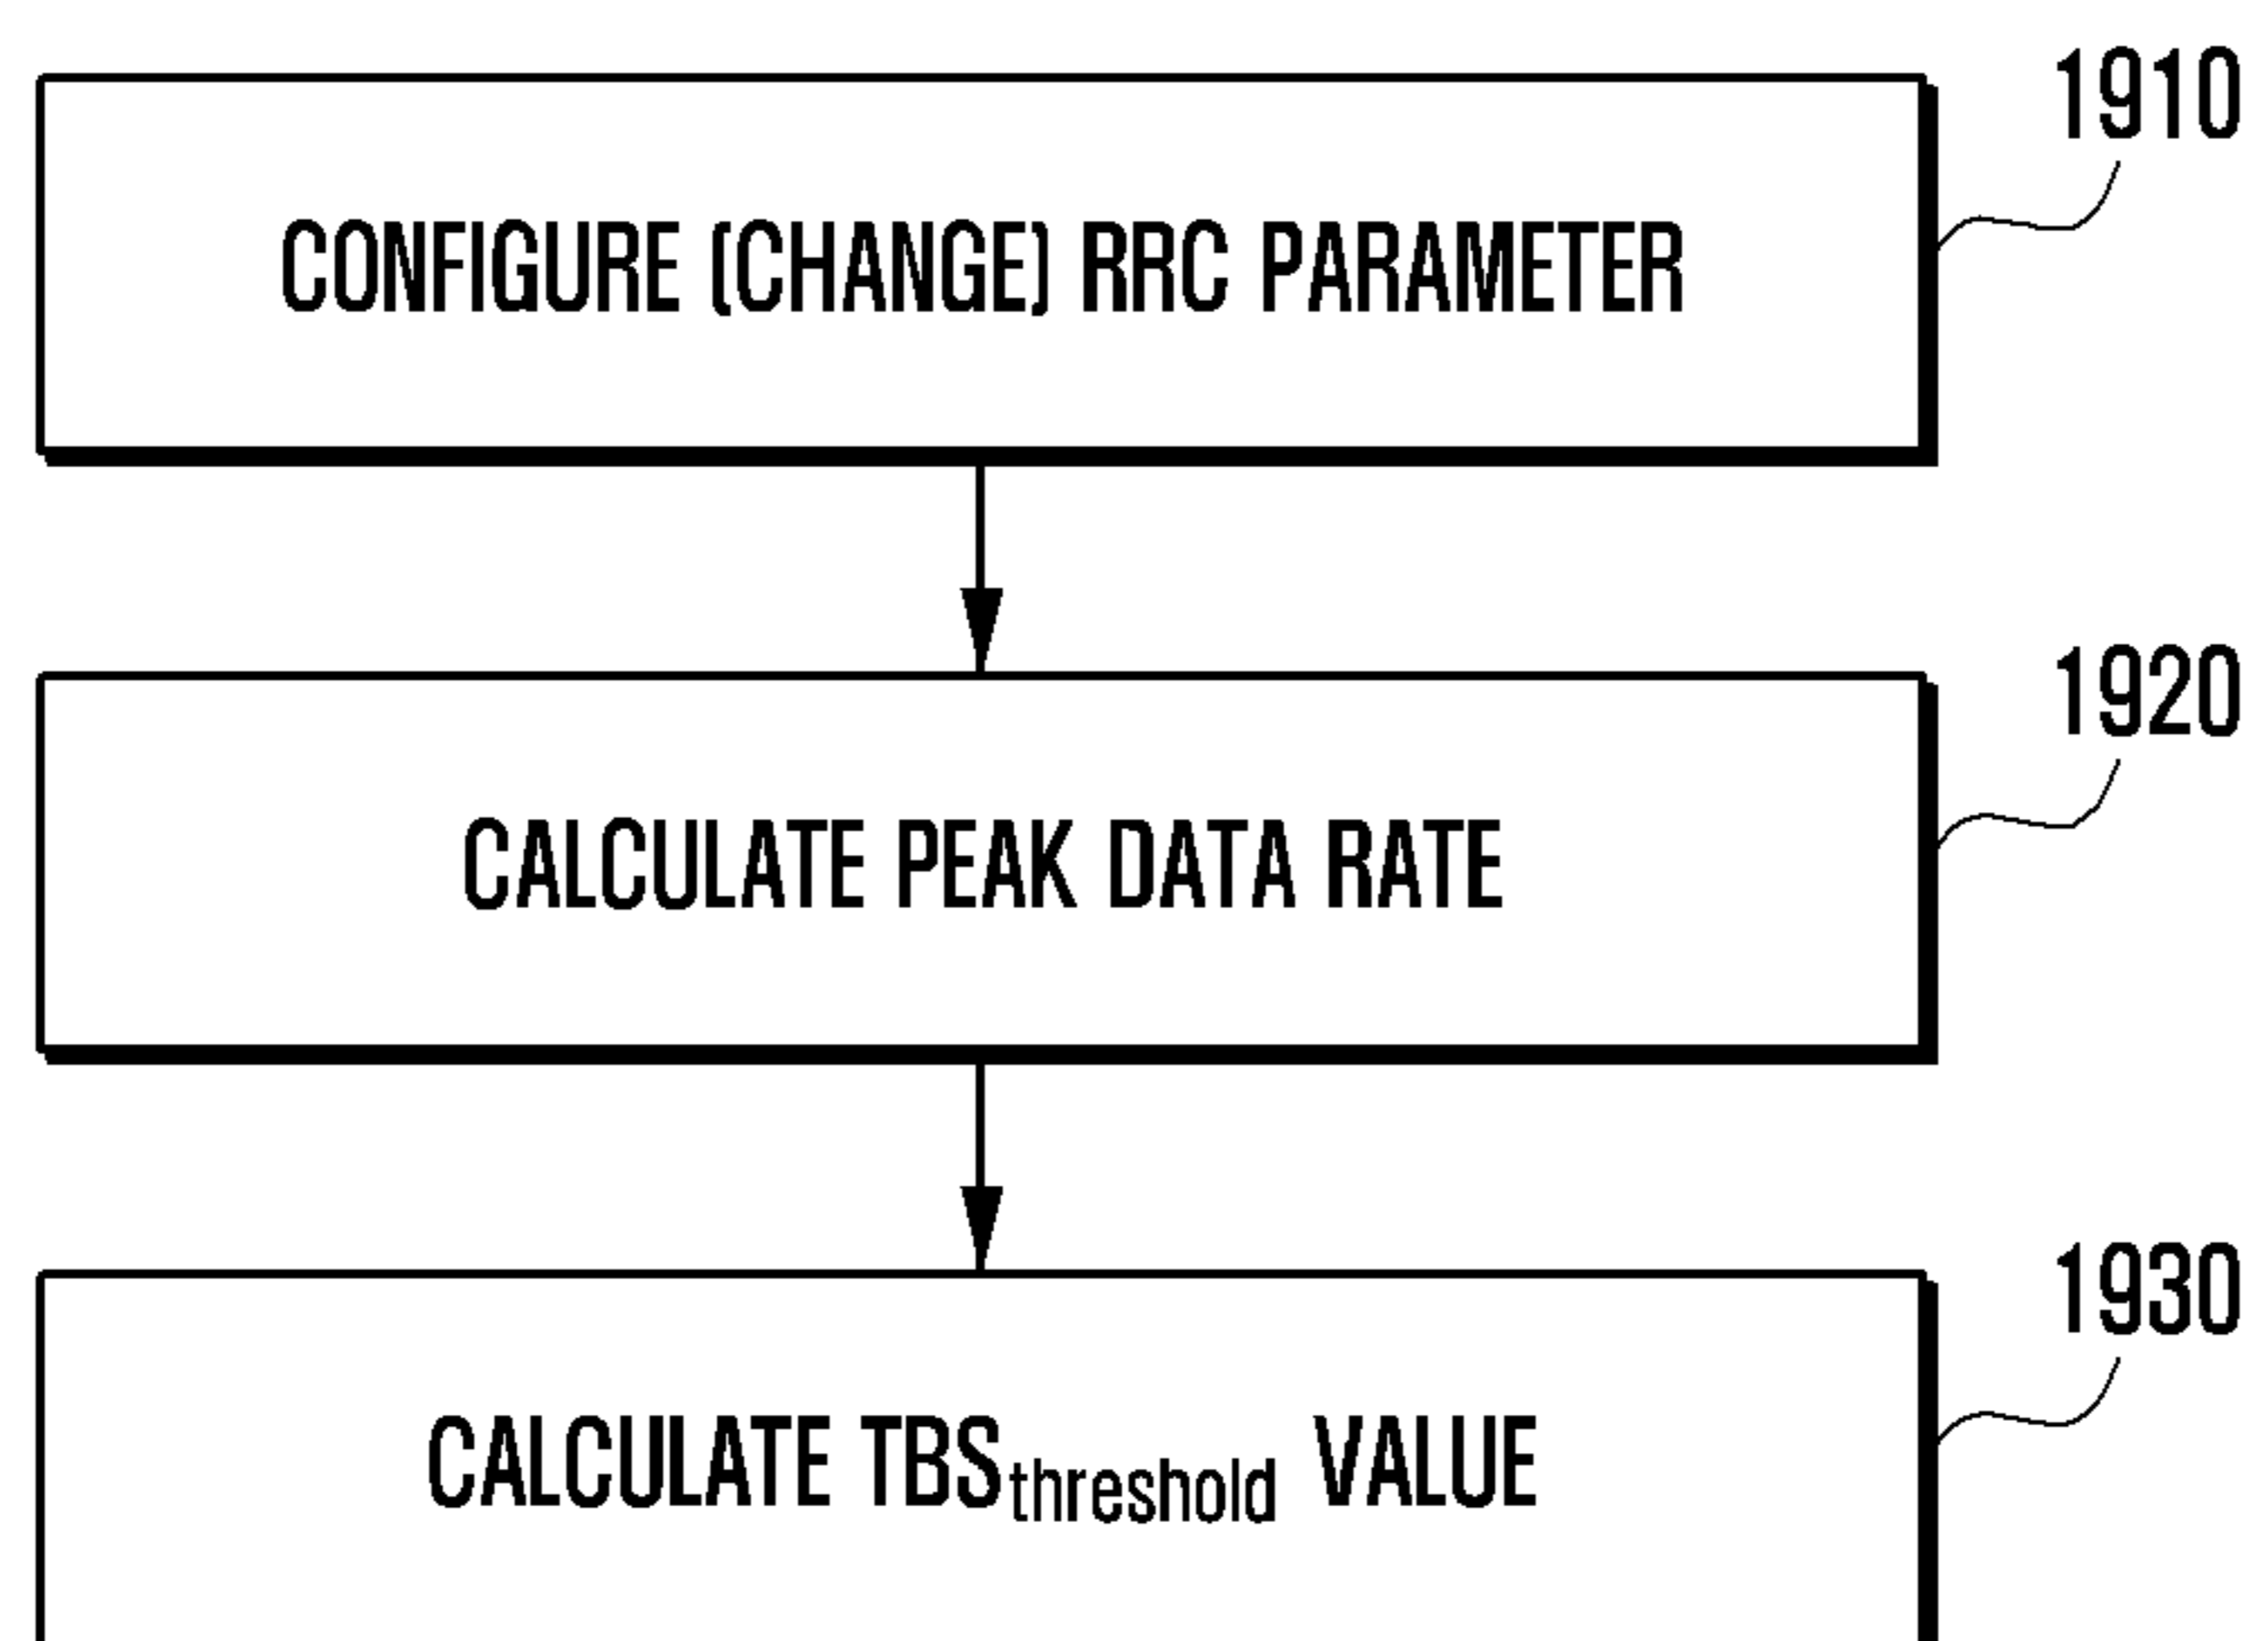 1910
CONFIGURE (CHANGE) RRC PARAMETER
1920
CALCULATE PEAK DATA RATE
1930
CALCULATE TBSthreshold VALUE